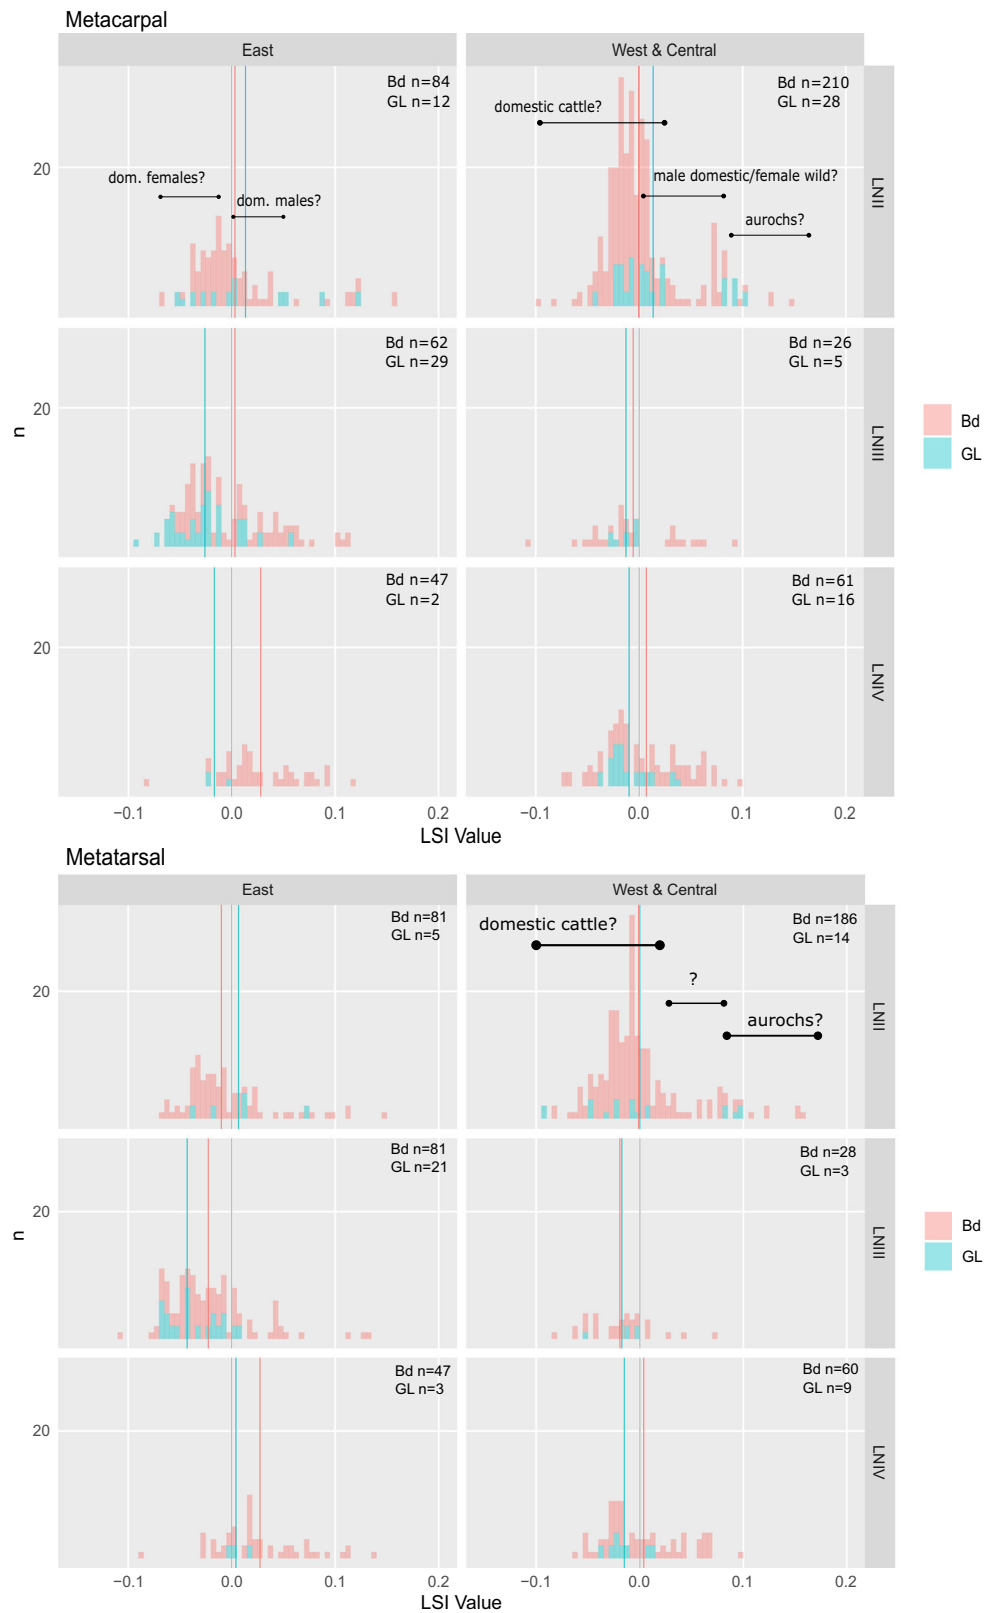 Metacarpal
East
West & Central
Bd n=84
GL n=12
Bd n=210
GL n=28
domestic cattle?
dom. females?
dom. males?
male domestic/female wild?
aurochs?
20
LNII
Bd n=62
GL n=29
Bd n=26
GL n=5
20
LNIII
n
Bd
GL
Bd n=47
GL n=2
Bd n=61
GL n=16
20
LNIV
−0.1 0.0 0.1 0.2 −0.1 0.0 0.1 0.2
LSI Value
Metatarsal
East
West & Central
Bd n=81
GL n=5
Bd n=186
GL n=14
domestic cattle?
?
aurochs?
20
LNII
Bd n=81
GL n=21
Bd n=28
GL n=3
20
LNIII
n
Bd
GL
Bd n=47
GL n=3
Bd n=60
GL n=9
20
LNIV
−0.1 0.0 0.1 0.2 −0.1 0.0 0.1 0.2
LSI Value